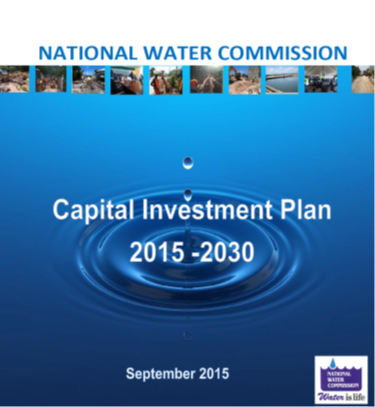 NATIONAL WATER COMMISSION
Capital Investment Plan
2015 -2030
September 2015
NATIONAL
WATER
COMMISSION
Water is life